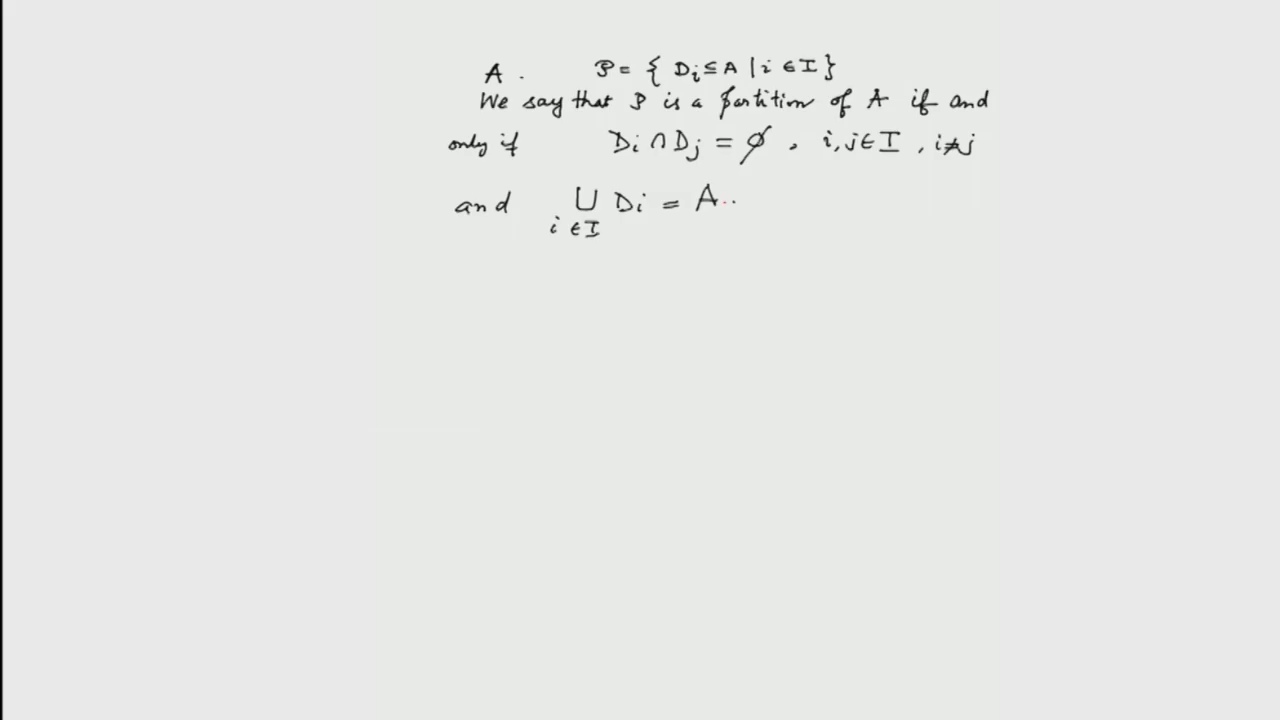 A . 𝒫 = { Di ⊆ A | i ∈ I }
We say that 𝒫 is a partition of A if and
only if Di ∩ Dj = ∅ , i, j ∈ I , i ≠ j
and ∪ Di = A ..
i ∈ I